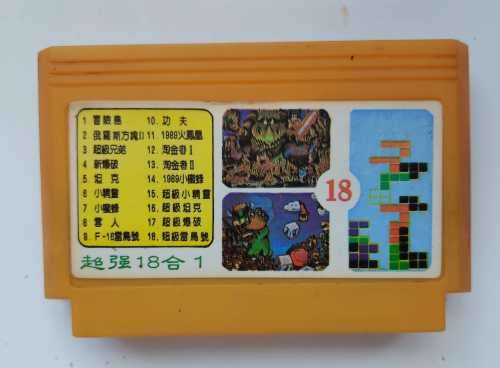 1 冒險島
2 俄羅斯方塊II
3 超級兄弟
4 新爆破
5 坦克
6 小精靈
7 小蜜蜂
8 雪人
9 F-16雷鳥號
10. 功夫
11. 1989火鳳凰
12. 淘金者I
13. 淘金者II
14. 1989小蜜蜂
15. 超級小精靈
16. 超級坦克
17 超級爆破
18. 超級雷鳥號
超强18合1
18